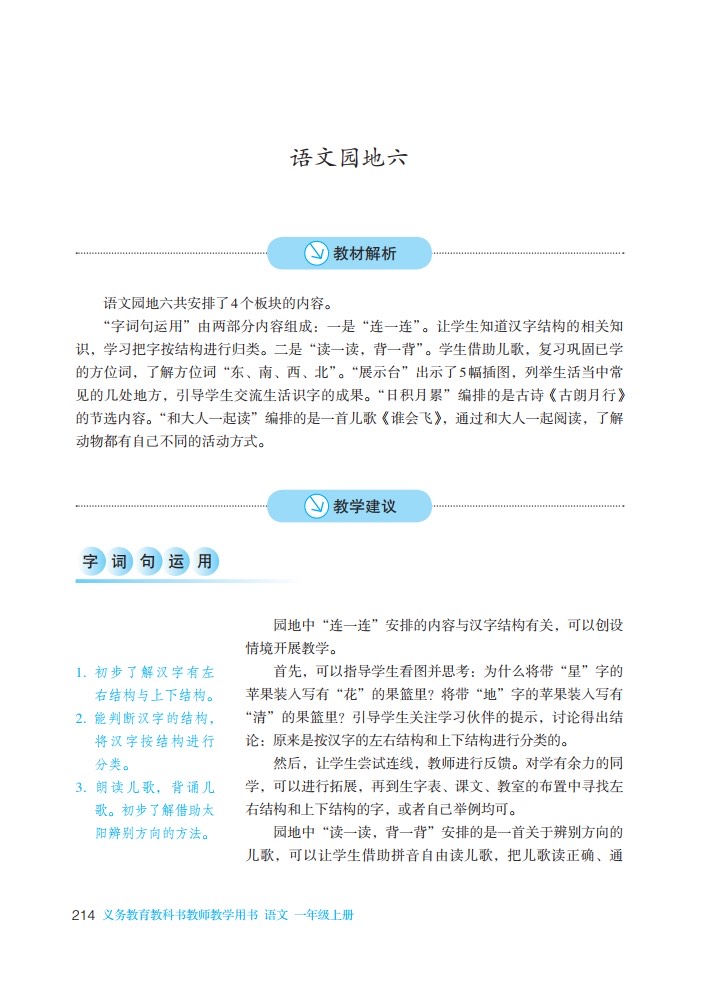 语文园地六
教材解析
语文园地六共安排了4个板块的内容。
“字词句运用”由两部分内容组成：一是“连一连”。让学生知道汉字结构的相关知
识，学习把字按结构进行归类。二是“读一读，背一背”。学生借助儿歌，复习巩固已学
的方位词，了解方位词“东、南、西、北”。“展示台”出示了5幅插图，列举生活当中常
见的几处地方，引导学生交流生活识字的成果。“日积月累”编排的是古诗《古朗月行》
的节选内容。“和大人一起读”编排的是一首儿歌《谁会飞》，通过和大人一起阅读，了解
动物都有自己不同的活动方式。
教学建议
字词句运用
1. 初步了解汉字有左
右结构与上下结构。
2. 能判断汉字的结构，
将汉字按结构进行
分类。
3. 朗读儿歌，背诵儿
歌。初步了解借助太
阳辨别方向的方法。
园地中“连一连”安排的内容与汉字结构有关，可以创设
情境开展教学。
首先，可以指导学生看图并思考：为什么将带“星”字的
苹果装入写有“花”的果篮里？将带“地”字的苹果装入写有
“清”的果篮里？引导学生关注学习伙伴的提示，讨论得出结
论：原来是按汉字的左右结构和上下结构进行分类的。
然后，让学生尝试连线，教师进行反馈。对学有余力的同
学，可以进行拓展，再到生字表、课文、教室的布置中寻找左
右结构和上下结构的字，或者自己举例均可。
园地中“读一读，背一背”安排的是一首关于辨别方向的
儿歌，可以让学生借助拼音自由读儿歌，把儿歌读正确、通
214 义务教育教科书教师教学用书 语文 一年级上册